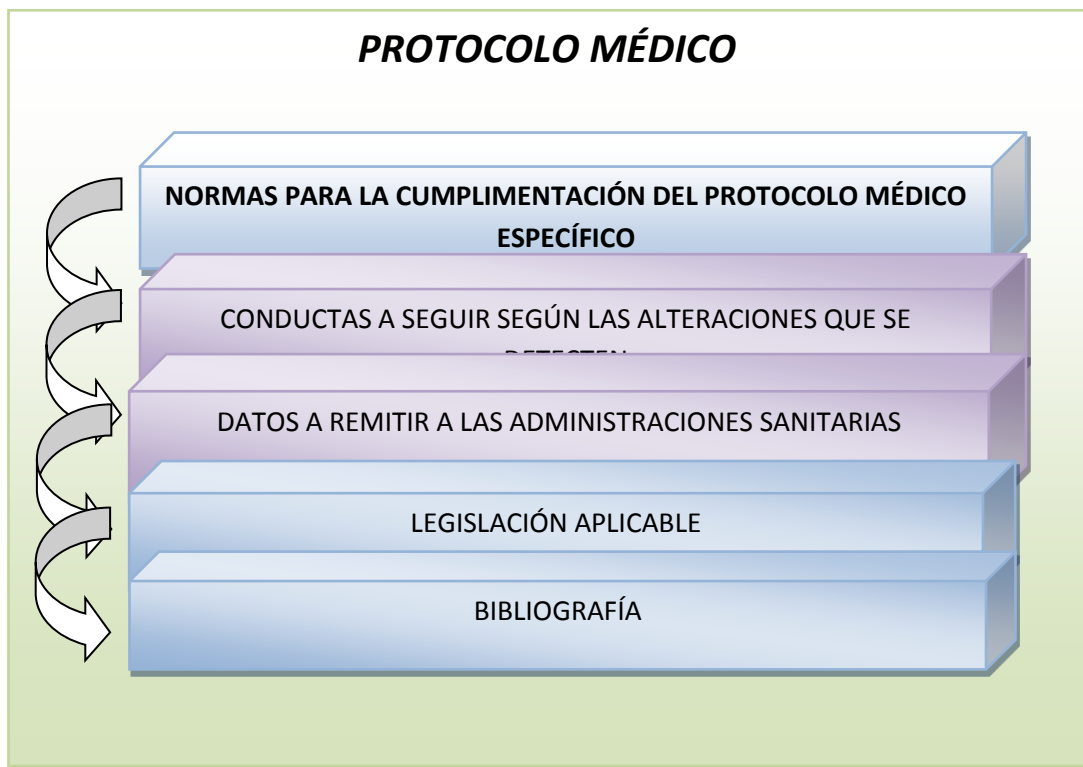 PROTOCOLO MÉDICO
NORMAS PARA LA CUMPLIMENTACIÓN DEL PROTOCOLO MÉDICO
ESPECÍFICO
CONDUCTAS A SEGUIR SEGÚN LAS ALTERACIONES QUE SE
DETECTEN
DATOS A REMITIR A LAS ADMINISTRACIONES SANITARIAS
LEGISLACIÓN APLICABLE
BIBLIOGRAFÍA